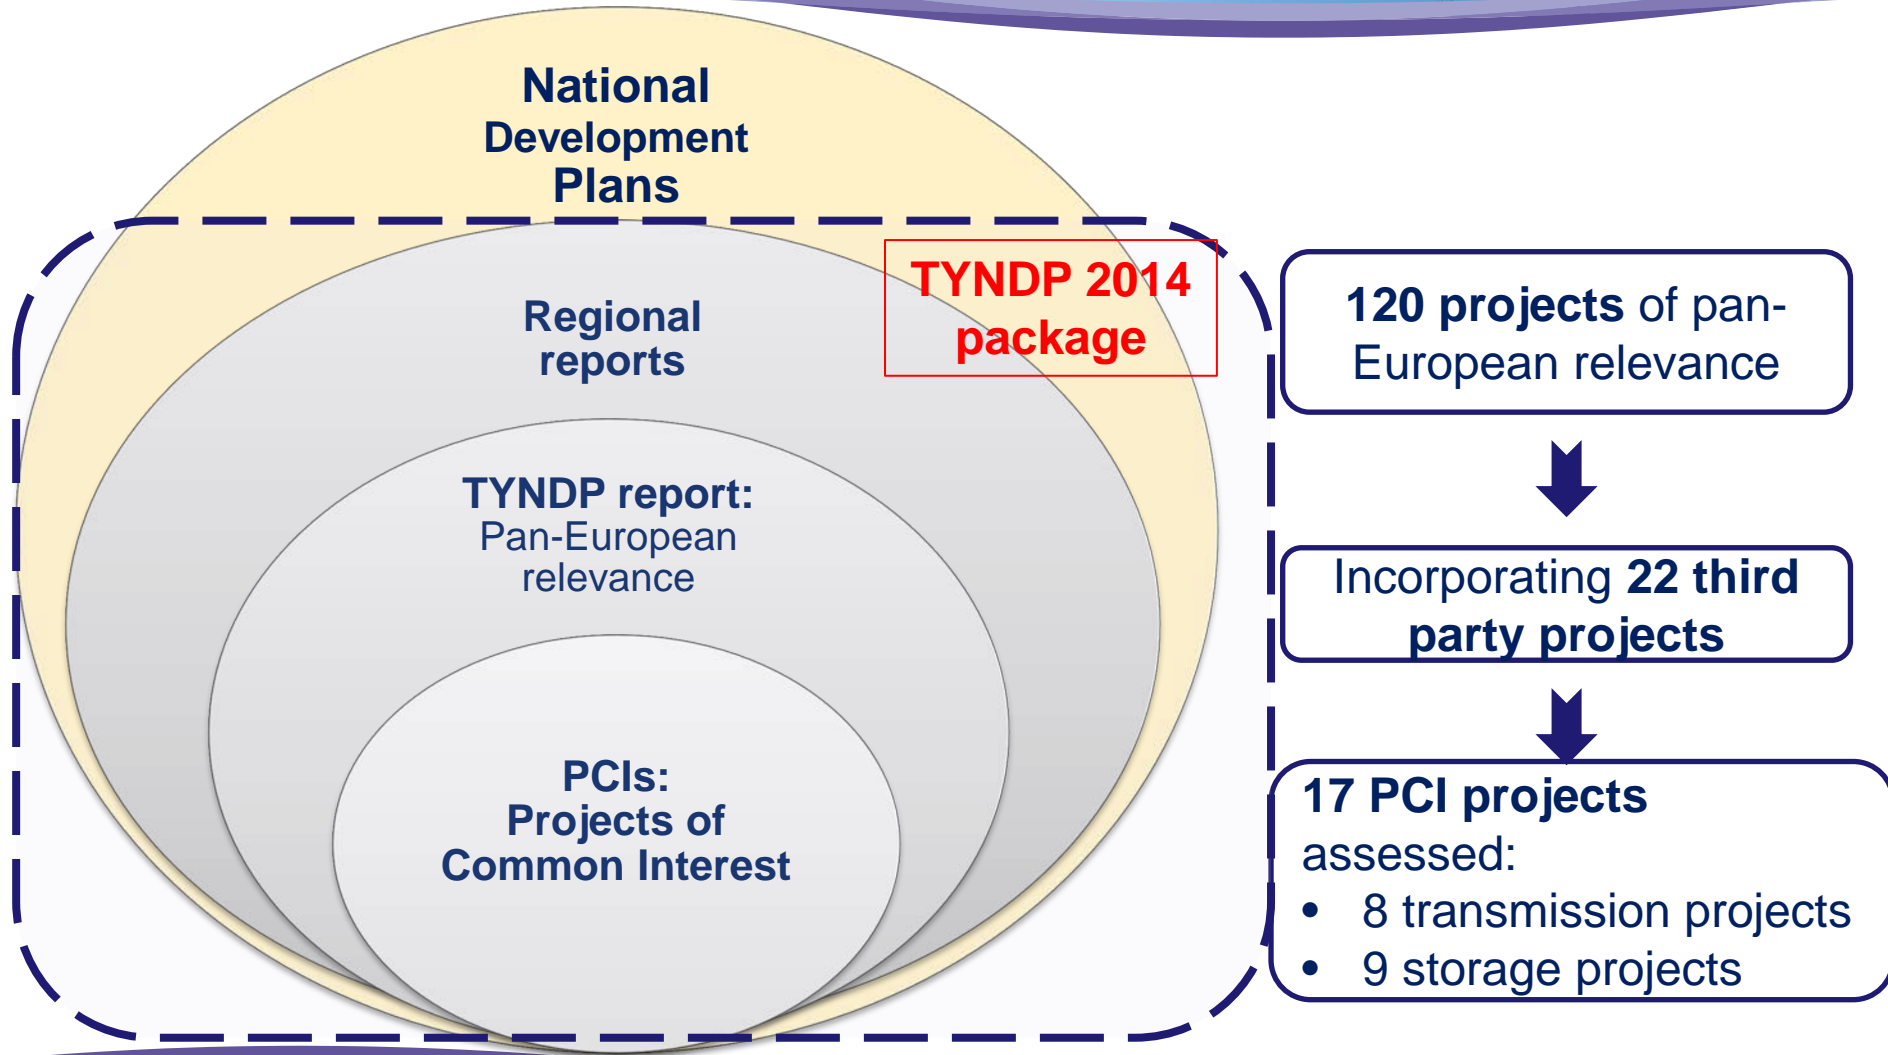 National
Development
Plans
TYNDP 2014
package
Regional
reports
TYNDP report:
Pan-European
relevance
PCIs:
Projects of
Common Interest
120 projects of pan-
European relevance
Incorporating 22 third
party projects
17 PCI projects
assessed:
• 8 transmission projects
• 9 storage projects